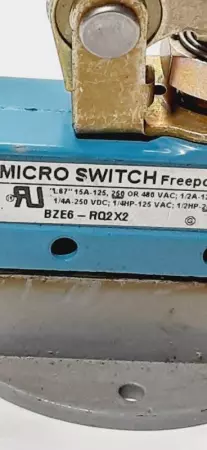 MICRO SWITCH Freepo
"L67" 15A-125, 250 OR 480 VAC; 1/2A-12
1/4A-250 VDC; 1/4HP-125 VAC; 1/2HP-2
BZE6-RQ2X2